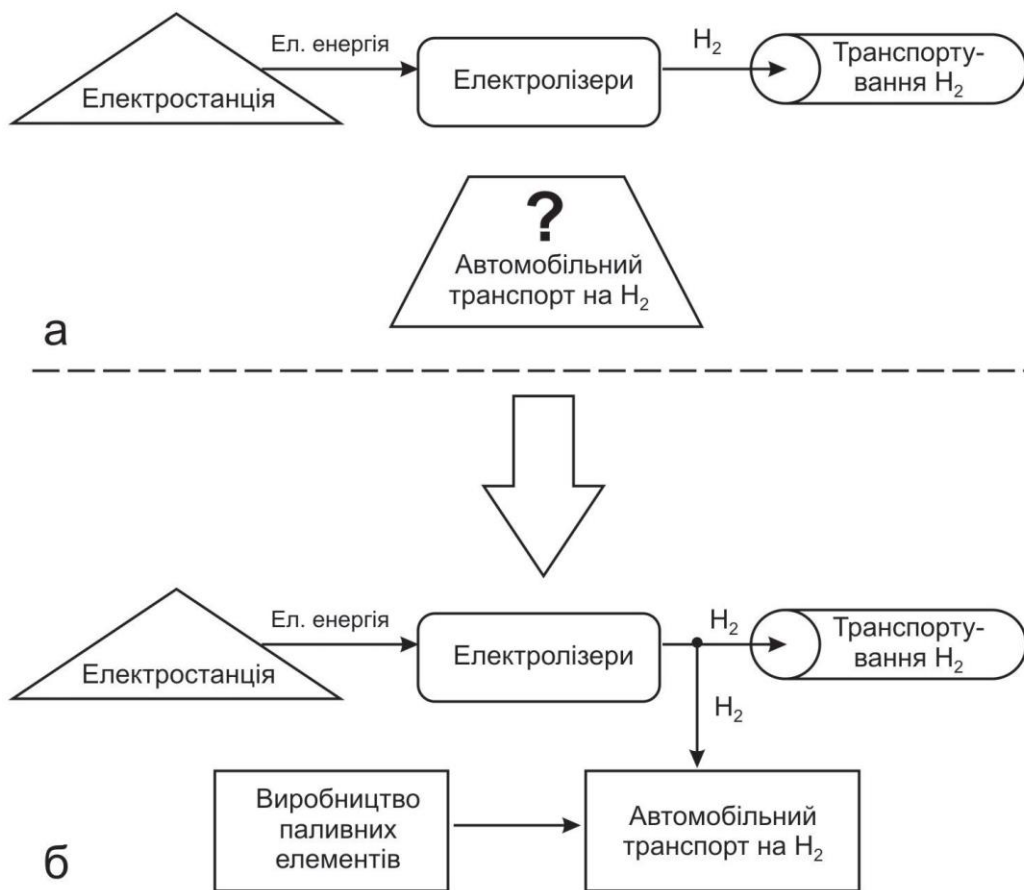 Електростанція
Ел. енергія
Електролізери
H₂
Транспорту-
вання H₂
?
Автомобільний
транспорт на H₂
а
Електростанція
Ел. енергія
Електролізери
H₂
Транспорту-
вання H₂
H₂
Виробництво
паливних
елементів
Автомобільний
транспорт на H₂
б